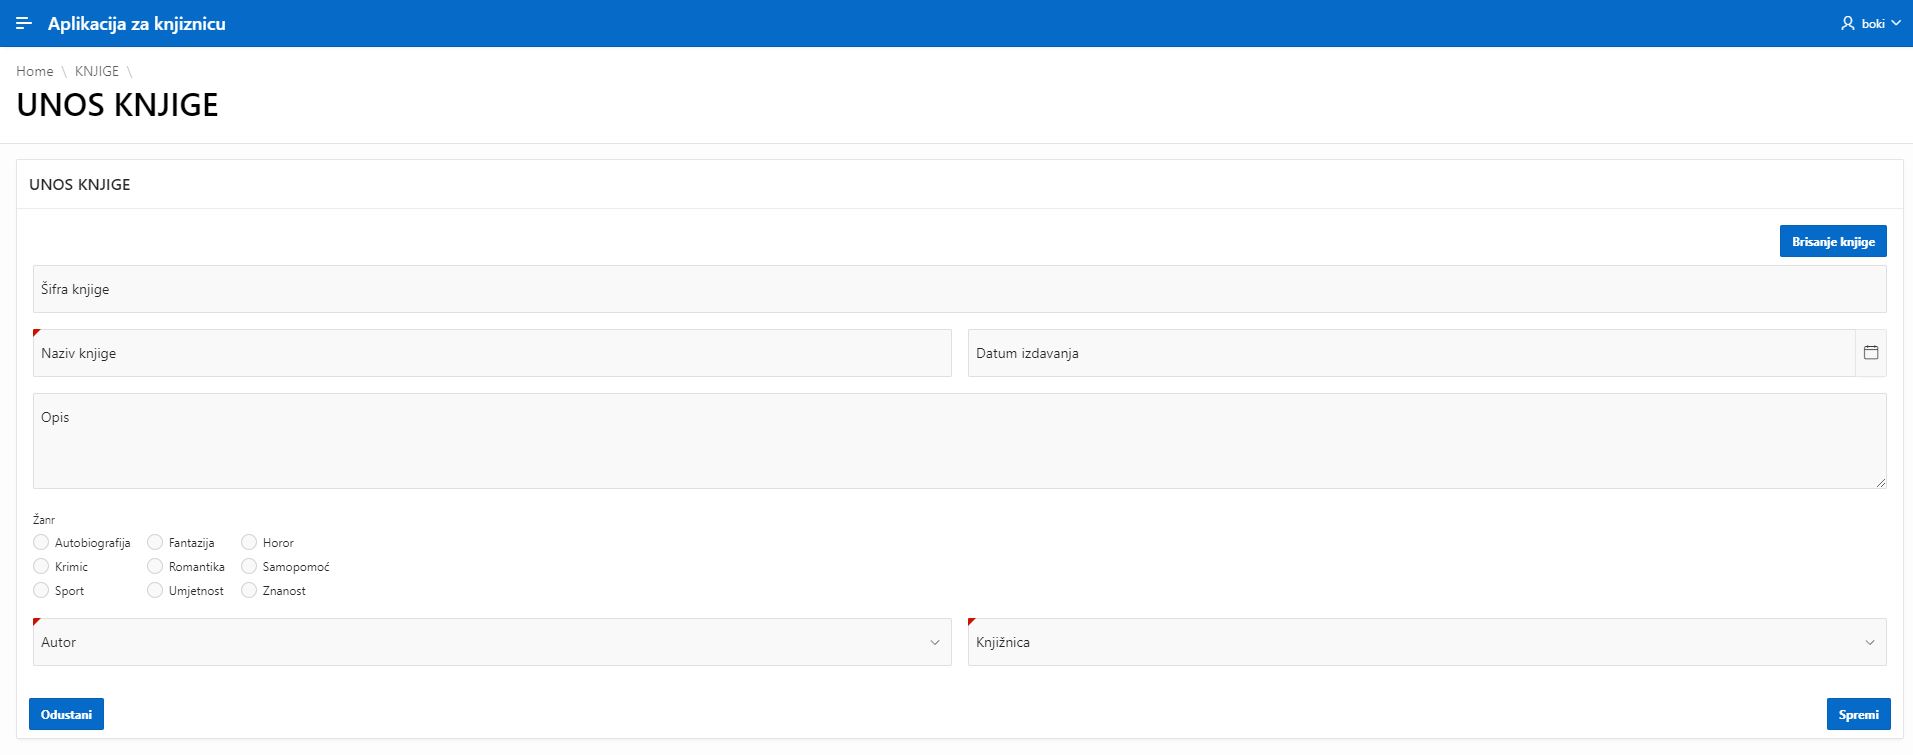 Aplikacija za knjiznicu
boki
Home \ KNJIGE \
UNOS KNJIGE
UNOS KNJIGE
Brisanje knjige
Šifra knjige
Naziv knjige
Datum izdavanja
Opis
Žanr
Autobiografija Fantazija Horor
Krimic Romantika Samopomoć
Sport Umjetnost Znanost
Autor
Knjižnica
Odustani
Spremi